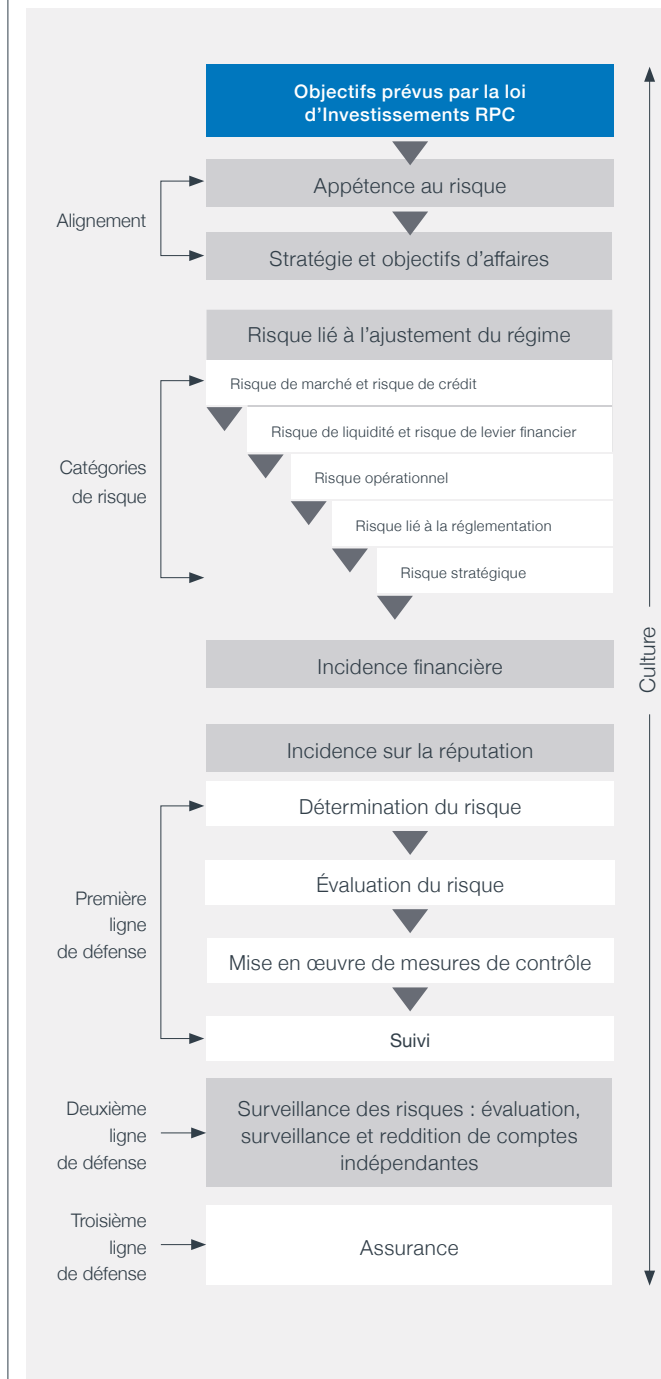 Objectifs prévus par la loi
d’Investissements RPC
Appétence au risque
Alignement
Stratégie et objectifs d’affaires
Risque lié à l’ajustement du régime
Risque de marché et risque de crédit
Risque de liquidité et risque de levier financier
Catégories
de risque
Risque opérationnel
Risque lié à la réglementation
Risque stratégique
Incidence financière
Culture
Incidence sur la réputation
Détermination du risque
Évaluation du risque
Première
ligne
de défense
Mise en œuvre de mesures de contrôle
Suivi
Deuxième
ligne
de défense
Surveillance des risques : évaluation,
surveillance et reddition de comptes
indépendantes
Troisième
ligne
de défense
Assurance